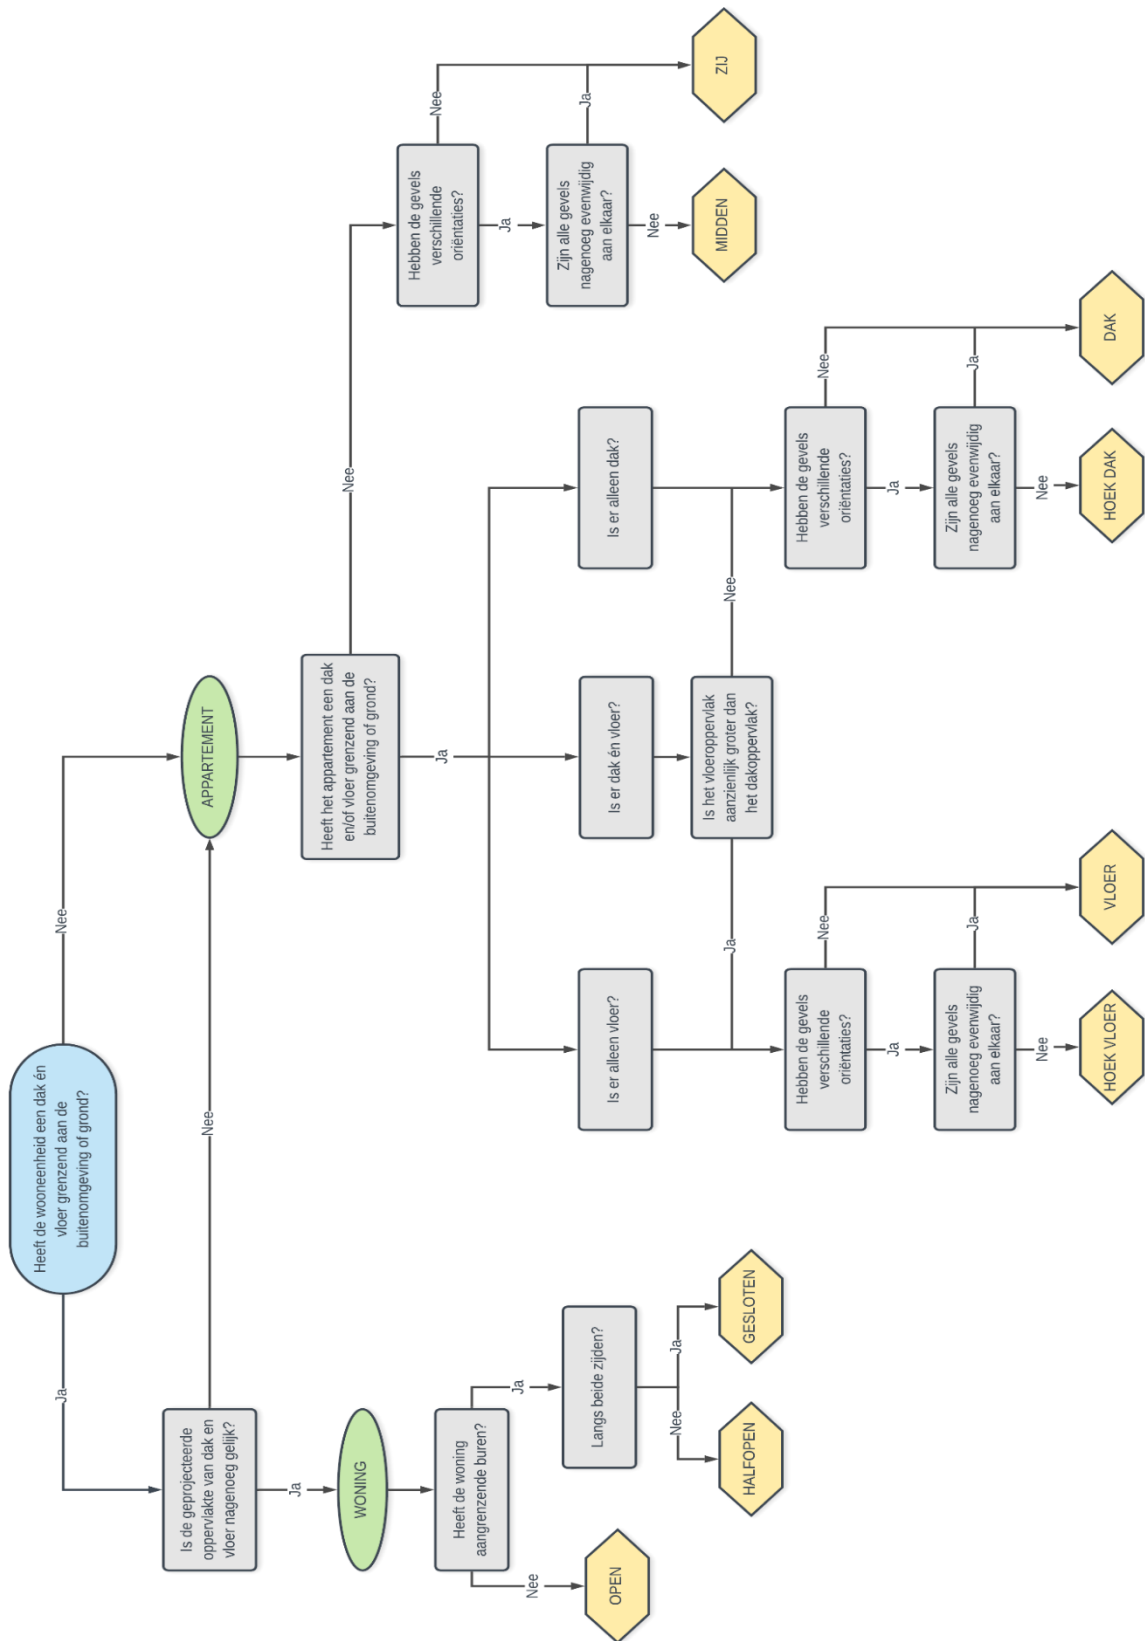 Heeft de wooneenheid een dak én
vloer grenzend aan de
buitenomgeving of grond?
Ja
Nee
Is de geprojecteerde
oppervlakte van dak en
vloer nagenoeg gelijk?
Nee
Ja
WONING
APPARTEMENT
Heeft de woning
aangrenzende buren?
Nee
Ja
OPEN
Langs beide zijden?
Nee
Ja
HALFOPEN
GESLOTEN
Heeft het appartement een dak
en/of vloer grenzend aan de
buitenomgeving of grond?
Nee
Ja
Is er alleen vloer?
Is er dak én vloer?
Is er alleen dak?
Is het vloeroppervlak
aanzienlijk groter dan
het dakoppervlak?
Ja
Nee
Hebben de gevels
verschillende
oriëntaties?
Nee
Ja
Zijn alle gevels
nagenoeg evenwijdig
aan elkaar?
Ja
Nee
HOEK VLOER
VLOER
Hebben de gevels
verschillende
oriëntaties?
Nee
Ja
Zijn alle gevels
nagenoeg evenwijdig
aan elkaar?
Ja
Nee
HOEK DAK
DAK
Hebben de gevels
verschillende
oriëntaties?
Nee
Ja
Zijn alle gevels
nagenoeg evenwijdig
aan elkaar?
Ja
Nee
MIDDEN
ZIJ